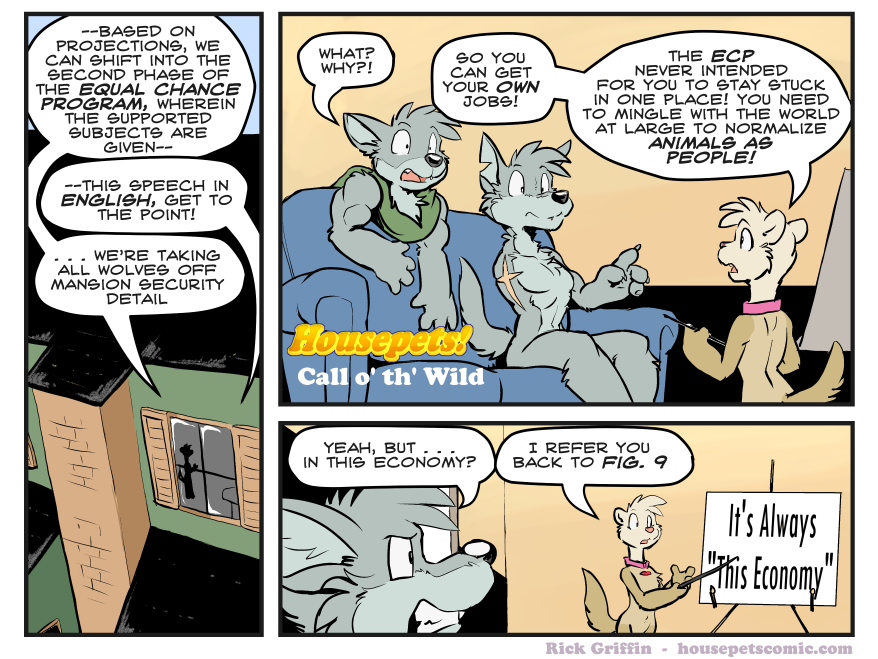 --BASED ON
PROJECTIONS, WE
CAN SHIFT INTO THE
SECOND PHASE OF
THE EQUAL CHANCE
PROGRAM, WHEREIN
THE SUPPORTED
SUBJECTS ARE
GIVEN--
--THIS SPEECH IN
ENGLISH, GET TO
THE POINT!
. . . WE'RE TAKING
ALL WOLVES OFF
MANSION SECURITY
DETAIL
WHAT?
WHY?!
SO YOU
CAN GET
YOUR OWN
JOBS!
THE ECP
NEVER INTENDED
FOR YOU TO STAY STUCK
IN ONE PLACE! YOU NEED
TO MINGLE WITH THE WORLD
AT LARGE TO NORMALIZE
ANIMALS AS
PEOPLE!
Housepets!
Call o' th' Wild
YEAH, BUT . . .
IN THIS ECONOMY?
I REFER YOU
BACK TO FIG. 9
It's Always
"This Economy"
Rick Griffin - housepetscomic.com